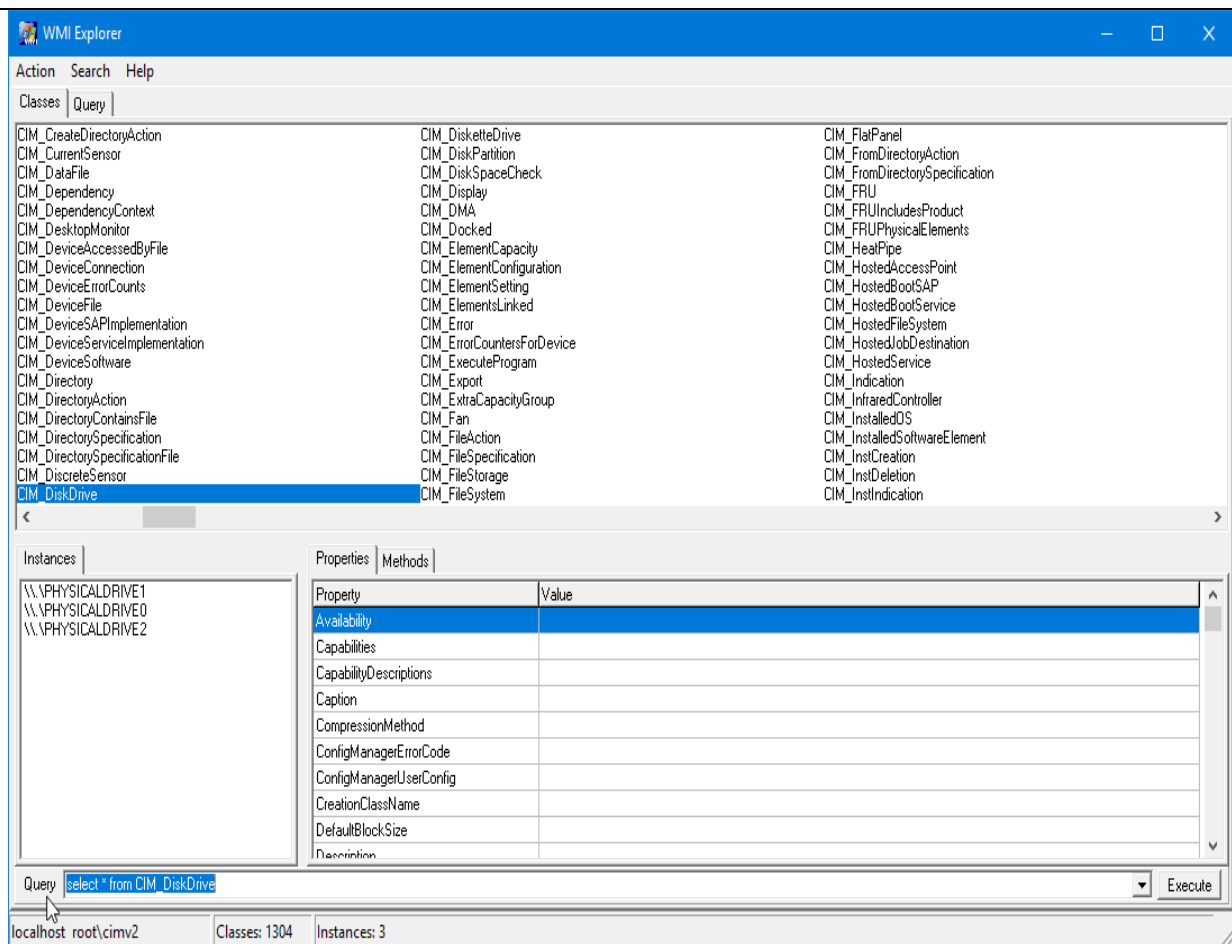 WMI Explorer
Action Search Help
Classes Query
CIM_CreateDirectoryAction
CIM_CurrentSensor
CIM_DataFile
CIM_Dependency
CIM_DependencyContext
CIM_DesktopMonitor
CIM_DeviceAccessedByFile
CIM_DeviceConnection
CIM_DeviceErrorCounts
CIM_DeviceFile
CIM_DeviceSAPImplementation
CIM_DeviceServiceImplementation
CIM_DeviceSoftware
CIM_Directory
CIM_DirectoryAction
CIM_DirectoryContainsFile
CIM_DirectorySpecification
CIM_DirectorySpecificationFile
CIM_DiscreteSensor
CIM_DiskDrive
CIM_DisketteDrive
CIM_DiskPartition
CIM_DiskSpaceCheck
CIM_Display
CIM_DMA
CIM_Docked
CIM_ElementCapacity
CIM_ElementConfiguration
CIM_ElementSetting
CIM_ElementsLinked
CIM_Error
CIM_ErrorCountersForDevice
CIM_ExecuteProgram
CIM_Export
CIM_ExtraCapacityGroup
CIM_Fan
CIM_FileAction
CIM_FileSpecification
CIM_FileStorage
CIM_FileSystem
CIM_FlatPanel
CIM_FromDirectoryAction
CIM_FromDirectorySpecification
CIM_FRU
CIM_FRUIncludesProduct
CIM_FRUPhysicalElements
CIM_HeatPipe
CIM_HostedAccessPoint
CIM_HostedBootSAP
CIM_HostedBootService
CIM_HostedFileSystem
CIM_HostedJobDestination
CIM_HostedService
CIM_Indication
CIM_InfraredController
CIM_InstalledOS
CIM_InstalledSoftwareElement
CIM_InstCreation
CIM_InstDeletion
CIM_InstIndication
Instances
\\.\PHYSICALDRIVE1
\\.\PHYSICALDRIVE0
\\.\PHYSICALDRIVE2
Properties Methods
Property Value
Availability
Capabilities
CapabilityDescriptions
Caption
CompressionMethod
ConfigManagerErrorCode
ConfigManagerUserConfig
CreationClassName
DefaultBlockSize
Description
Query select * from CIM_DiskDrive Execute
localhost root\cimv2 Classes: 1304 Instances: 3